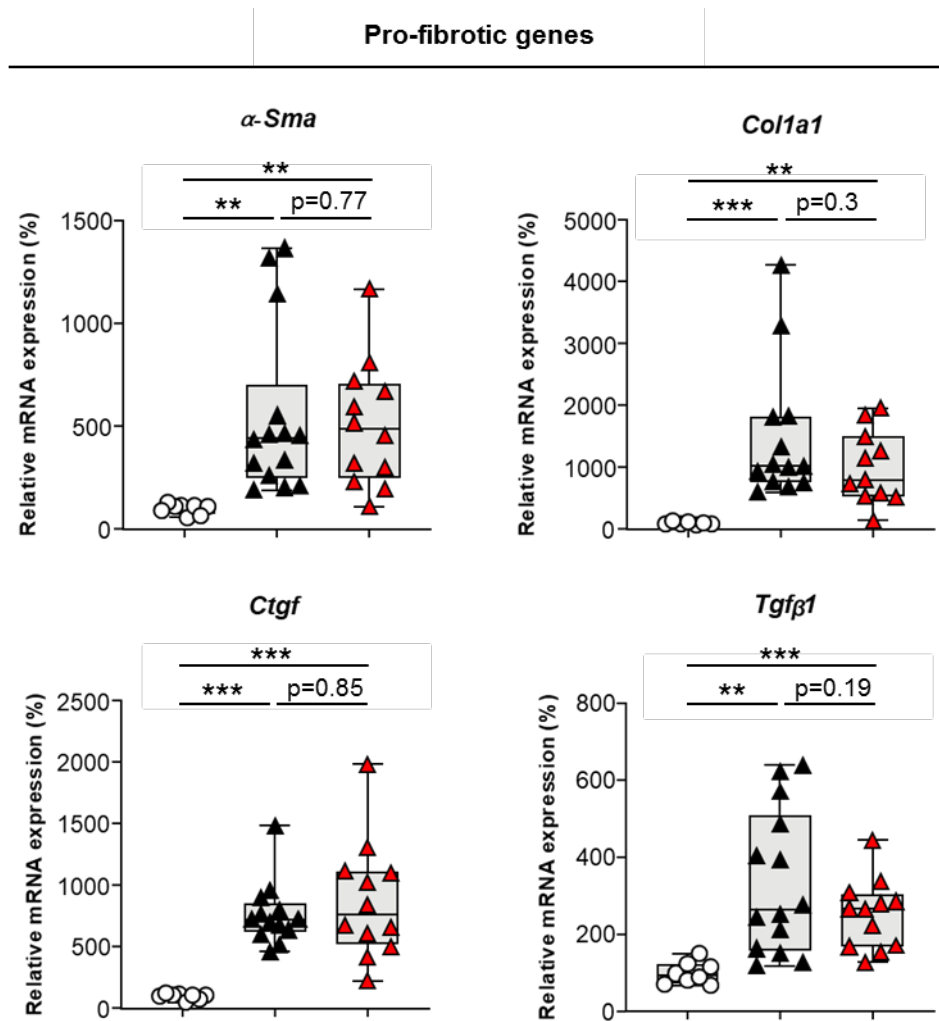 Pro-fibrotic genes
α-Sma
**
** p=0.77
Relative mRNA expression (%)
1500
1000
500
0
Col1a1
**
*** p=0.3
Relative mRNA expression (%)
5000
4000
3000
2000
1000
0
Ctgf
***
*** p=0.85
Relative mRNA expression (%)
2500
2000
1500
1000
500
0
Tgfβ1
***
** p=0.19
Relative mRNA expression (%)
800
600
400
200
0